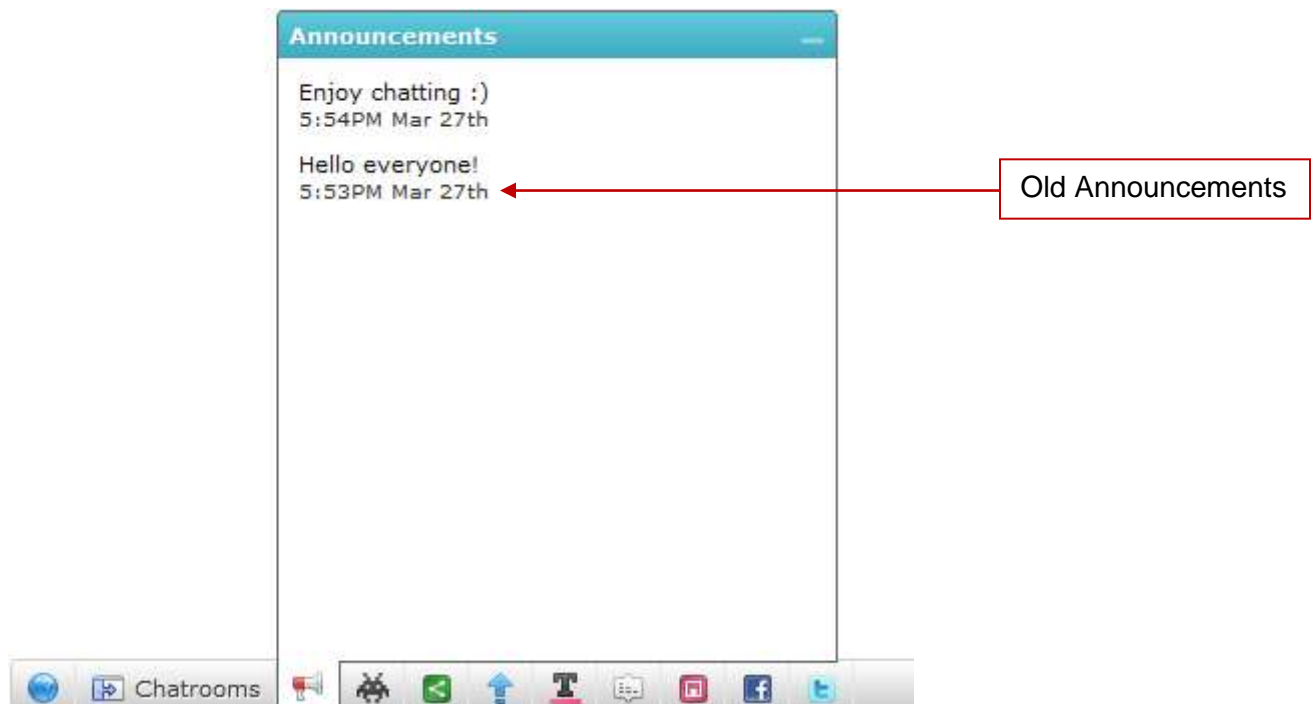 Announcements
Enjoy chatting :)
5:54PM Mar 27th
Hello everyone!
5:53PM Mar 27th
Old Announcements
Chatrooms